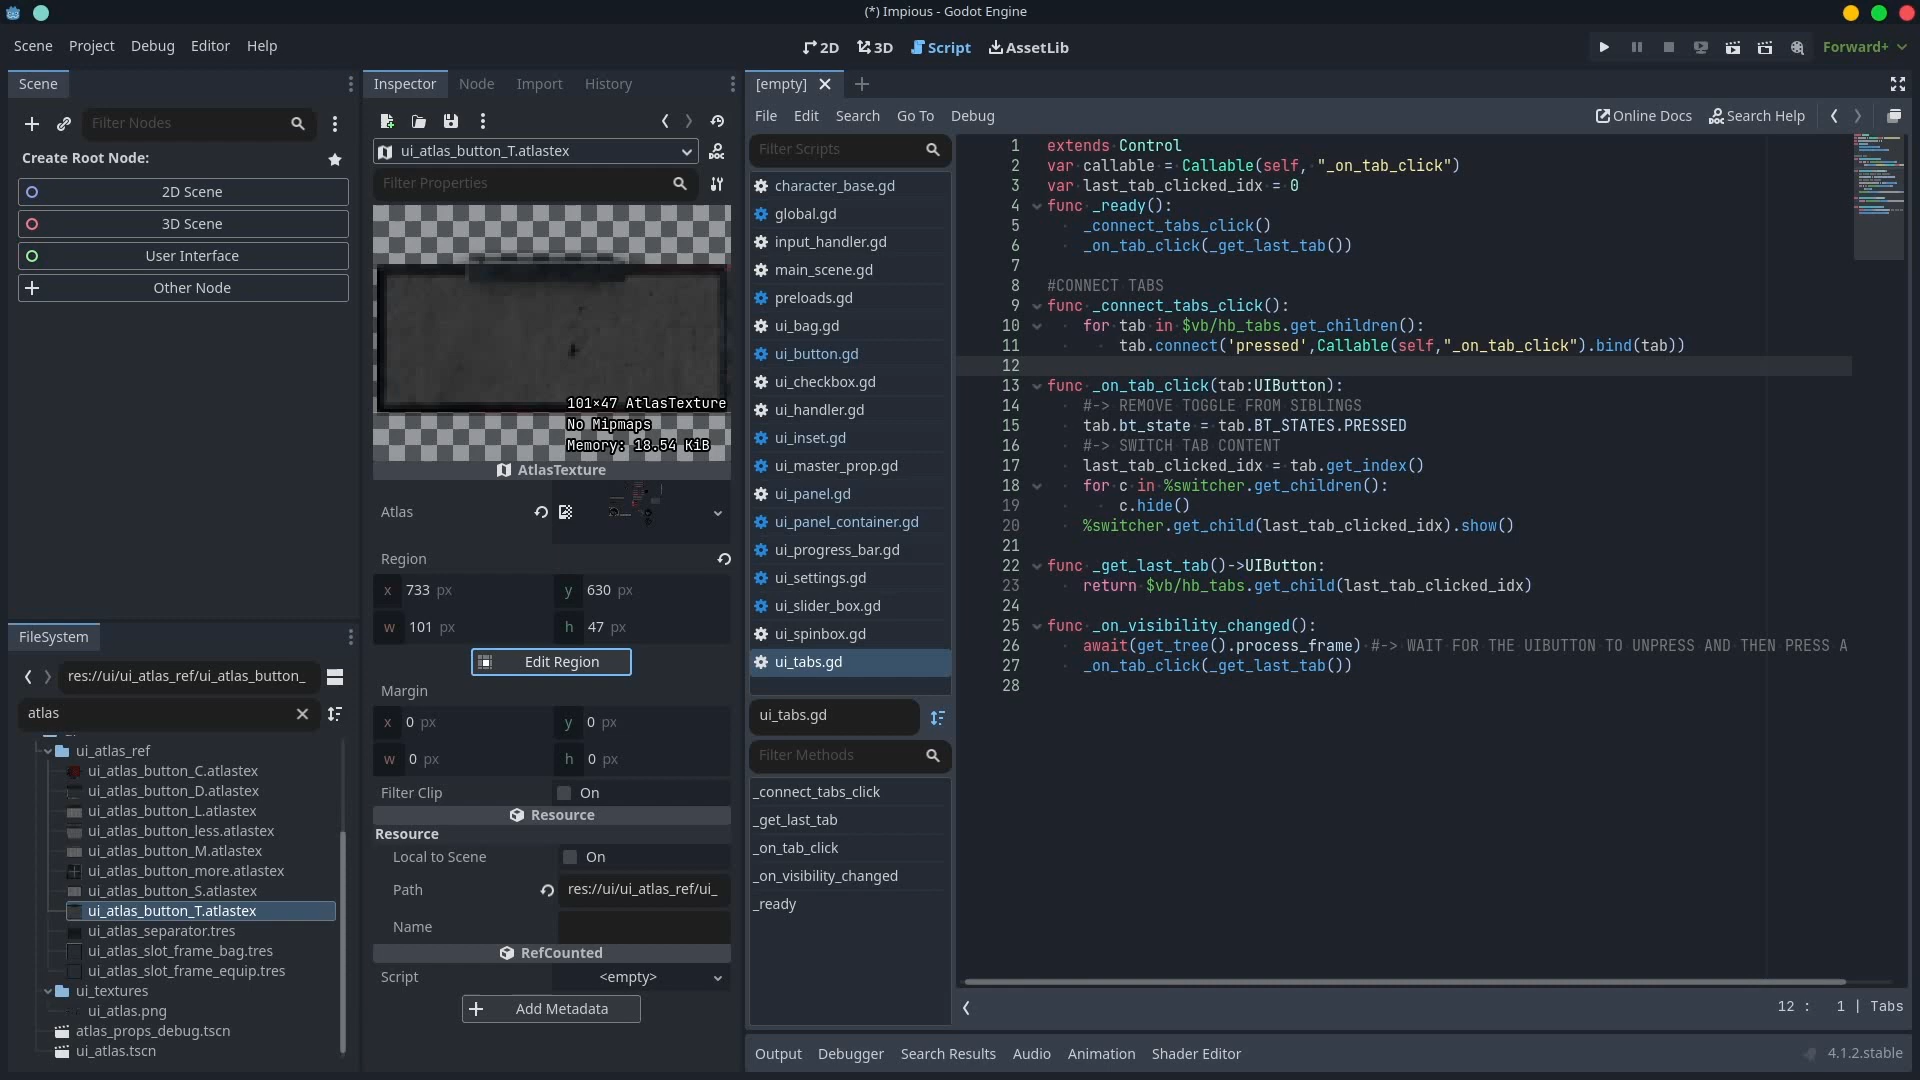 (*) Impious - Godot Engine
Scene Project Debug Editor Help
2D 3D Script AssetLib
Forward+
Scene
Filter Nodes
Create Root Node:
2D Scene
3D Scene
User Interface
Other Node
FileSystem
res://ui/ui_atlas_ref/ui_atlas_button_
atlas
ui_atlas_ref
ui_atlas_button_C.atlastex
ui_atlas_button_D.atlastex
ui_atlas_button_L.atlastex
ui_atlas_button_less.atlastex
ui_atlas_button_M.atlastex
ui_atlas_button_more.atlastex
ui_atlas_button_S.atlastex
ui_atlas_button_T.atlastex
ui_atlas_separator.tres
ui_atlas_slot_frame_bag.tres
ui_atlas_slot_frame_equip.tres
ui_textures
ui_atlas.png
atlas_props_debug.tscn
ui_atlas.tscn
Inspector Node Import History
ui_atlas_button_T.atlastex
Filter Properties
101×47 AtlasTexture
No Mipmaps
Memory: 18.54 KiB
AtlasTexture
Atlas
Region
x 733 px y 630 px
w 101 px h 47 px
Edit Region
Margin
x 0 px y 0 px
w 0 px h 0 px
Filter Clip On
Resource
Resource
Local to Scene On
Path res://ui/ui_atlas_ref/ui_
Name
RefCounted
Script <empty>
Add Metadata
[empty]
File Edit Search Go To Debug
Online Docs Search Help
Filter Scripts
character_base.gd
global.gd
input_handler.gd
main_scene.gd
preloads.gd
ui_bag.gd
ui_button.gd
ui_checkbox.gd
ui_handler.gd
ui_inset.gd
ui_master_prop.gd
ui_panel.gd
ui_panel_container.gd
ui_progress_bar.gd
ui_settings.gd
ui_slider_box.gd
ui_spinbox.gd
ui_tabs.gd
ui_tabs.gd
Filter Methods
_connect_tabs_click
_get_last_tab
_on_tab_click
_on_visibility_changed
_ready
1 extends Control
2 var callable = Callable(self, "_on_tab_click")
3 var last_tab_clicked_idx = 0
4 func _ready():
5 _connect_tabs_click()
6 _on_tab_click(_get_last_tab())
7
8 #CONNECT TABS
9 func _connect_tabs_click():
10 for tab in $vb/hb_tabs.get_children():
11 tab.connect('pressed',Callable(self,"_on_tab_click").bind(tab))
12
13 func _on_tab_click(tab:UIButton):
14 #-> REMOVE TOGGLE FROM SIBLINGS
15 tab.bt_state = tab.BT_STATES.PRESSED
16 #-> SWITCH TAB CONTENT
17 last_tab_clicked_idx = tab.get_index()
18 for c in %switcher.get_children():
19 c.hide()
20 %switcher.get_child(last_tab_clicked_idx).show()
21
22 func _get_last_tab()->UIButton:
23 return $vb/hb_tabs.get_child(last_tab_clicked_idx)
24
25 func _on_visibility_changed():
26 await(get_tree().process_frame) #-> WAIT FOR THE UIBUTTON TO UNPRESS AND THEN PRESS A
27 _on_tab_click(_get_last_tab())
28
12 : 1 | Tabs
Output Debugger Search Results Audio Animation Shader Editor
4.1.2.stable